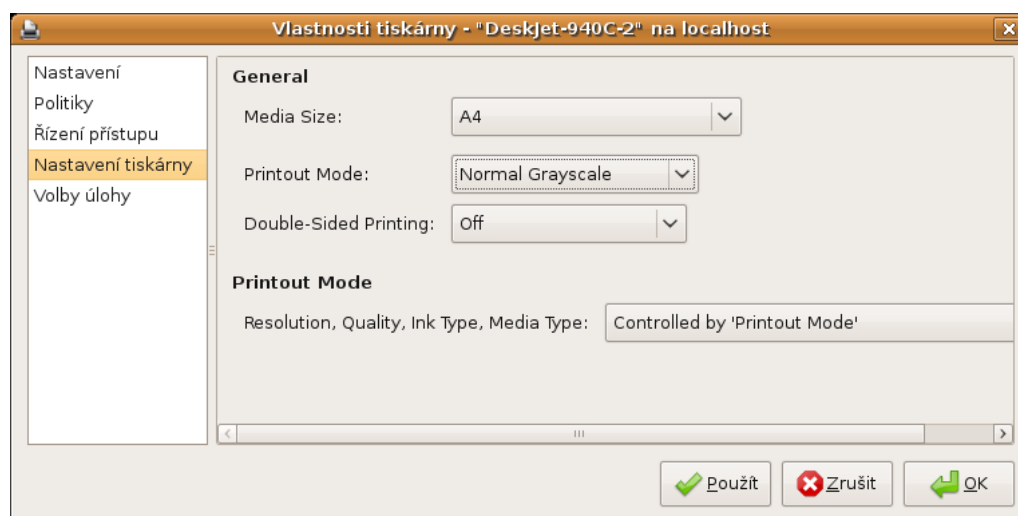 Vlastnosti tiskárny - "DeskJet-940C-2" na localhost
Nastavení
Politiky
Řízení přístupu
Nastavení tiskárny
Volby úlohy
General
Media Size: A4
Printout Mode: Normal Grayscale
Double-Sided Printing: Off
Printout Mode
Resolution, Quality, Ink Type, Media Type: Controlled by 'Printout Mode'
Použít Zrušit OK